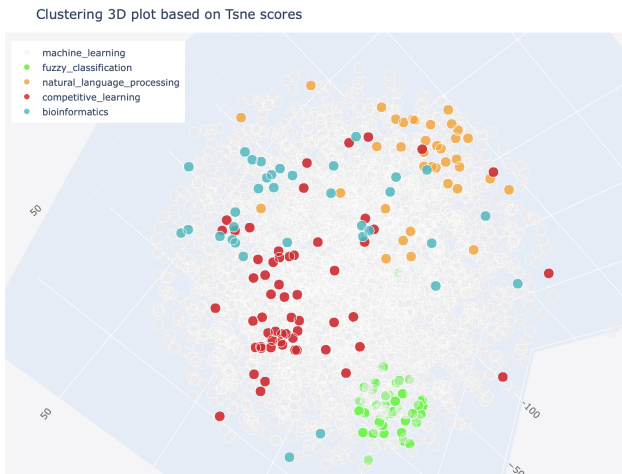 Clustering 3D plot based on Tsne scores
machine_learning
fuzzy_classification
natural_language_processing
competitive_learning
bioinformatics
50
50
-100
-50